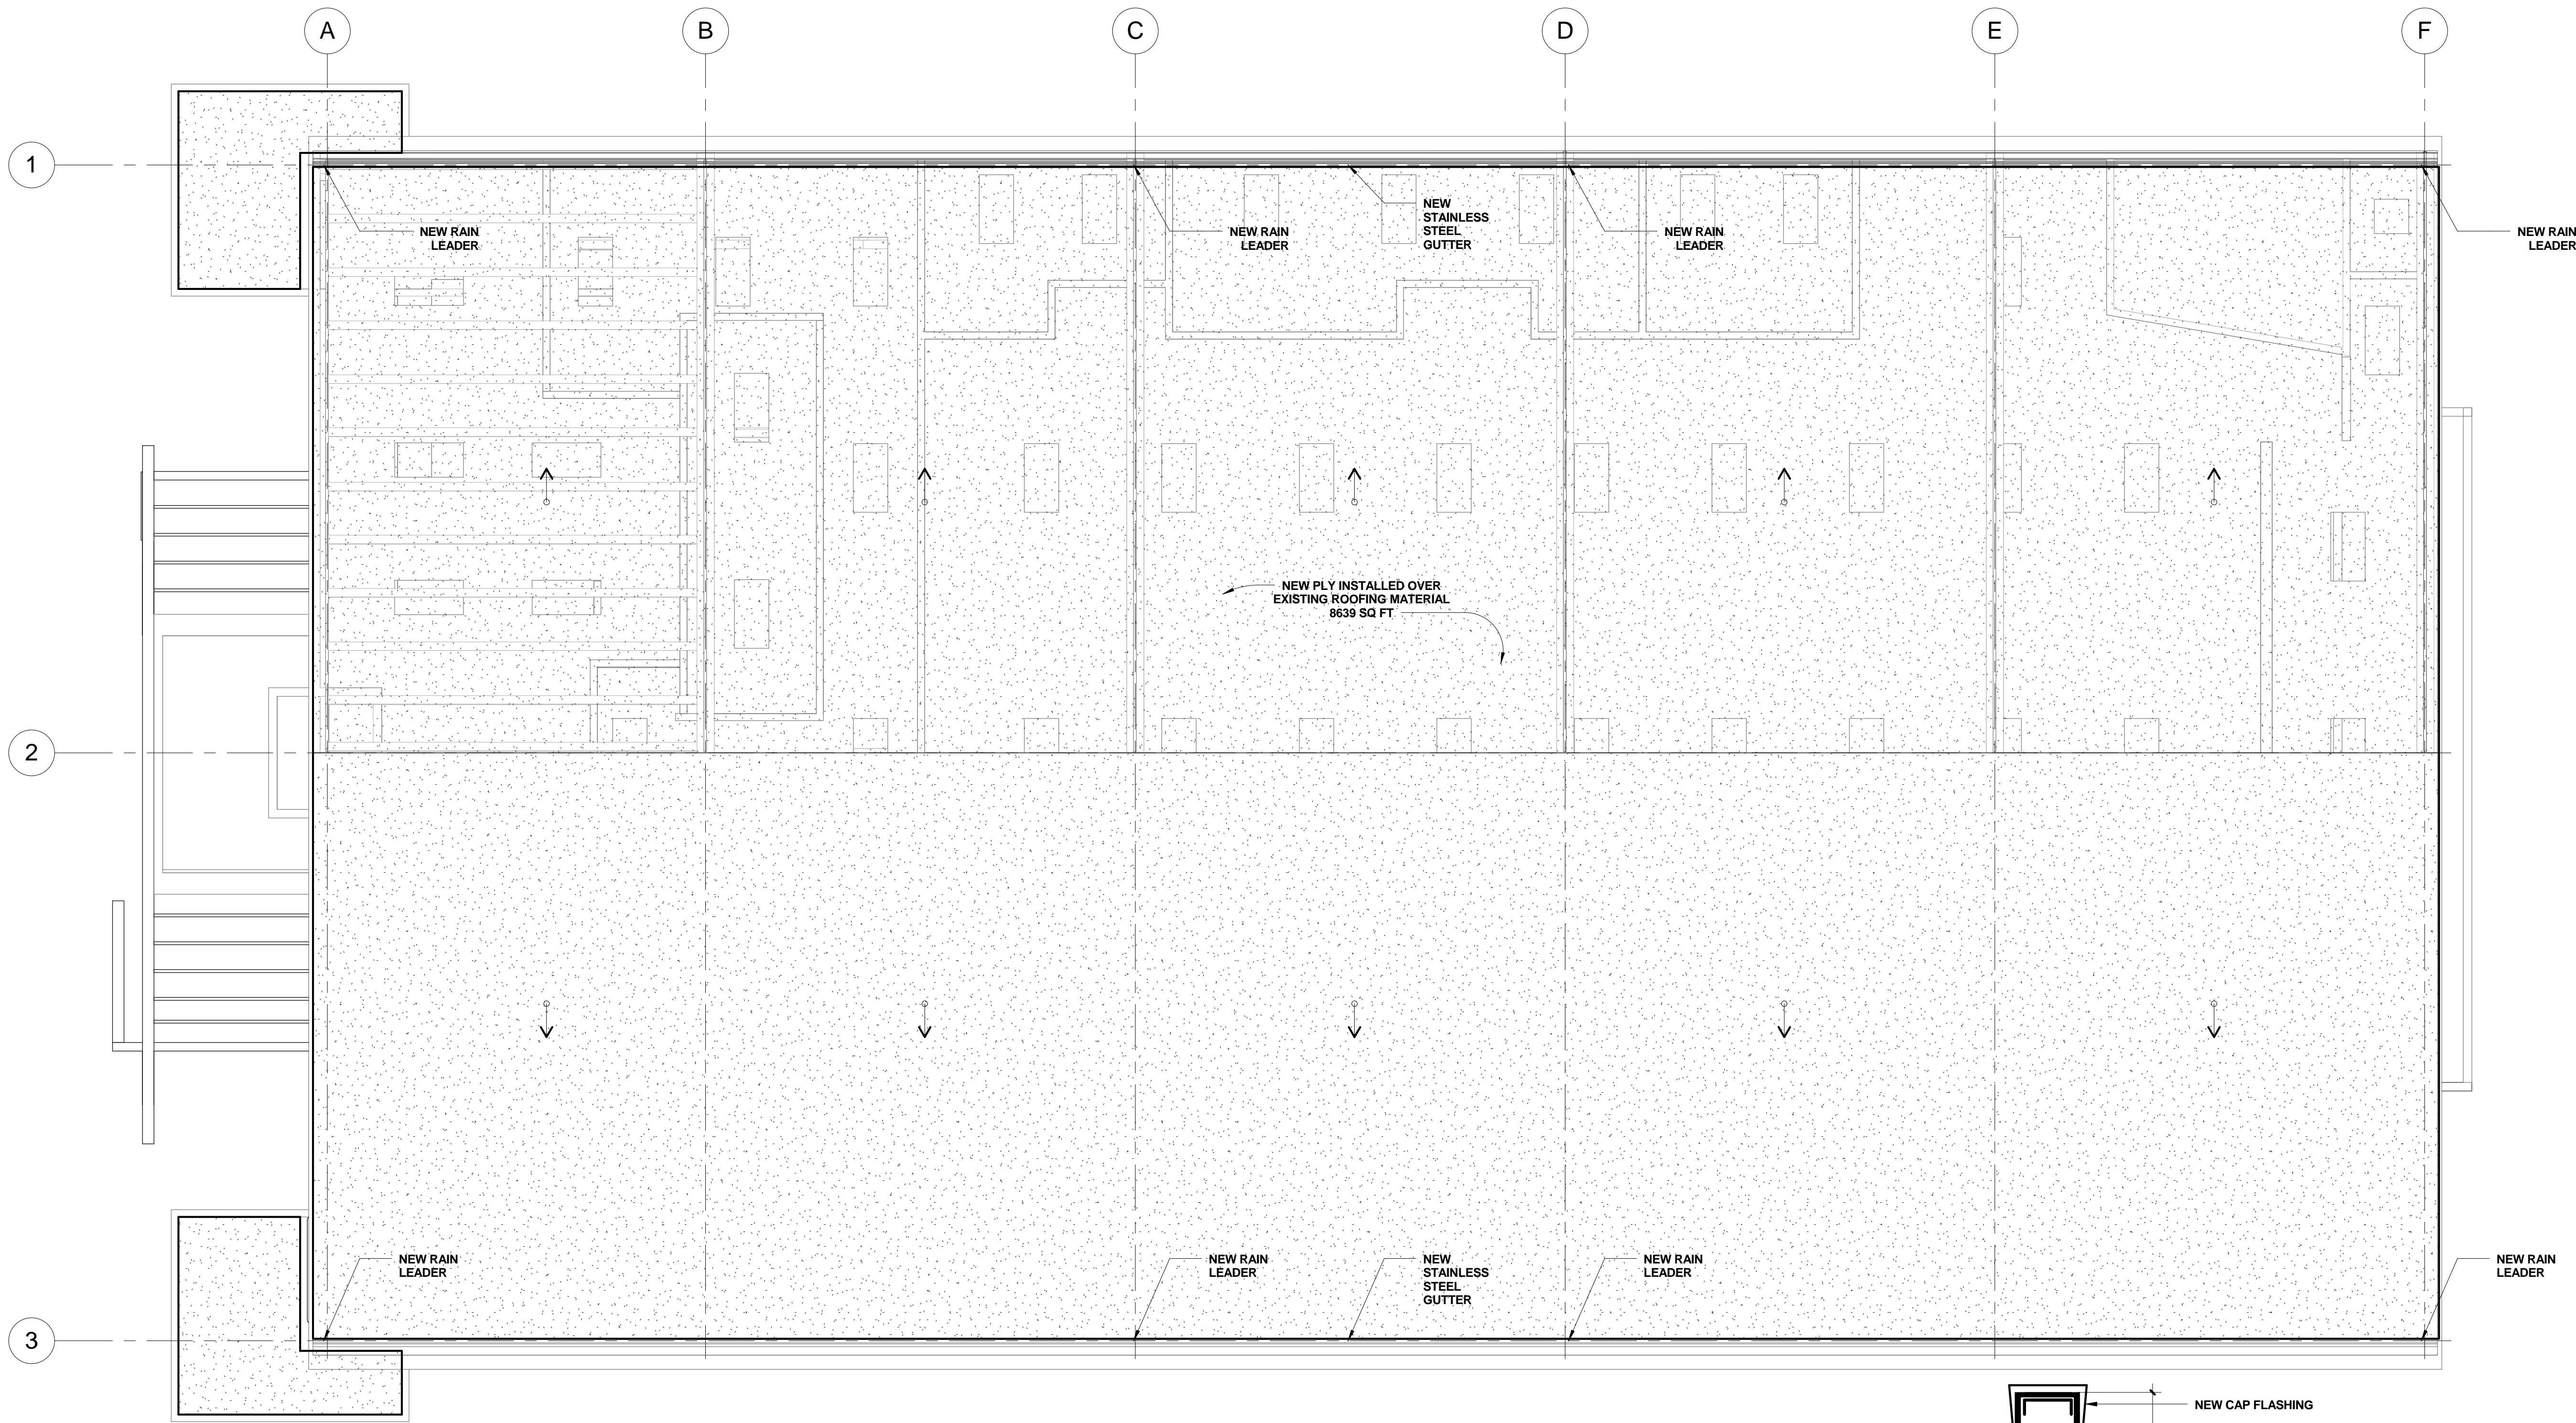 A
B
C
D
E
F
1
NEW RAIN
LEADER
NEW RAIN
LEADER
NEW
STAINLESS
STEEL
GUTTER
NEW RAIN
LEADER
NEW RAIN
LEADER
NEW PLY INSTALLED OVER
EXISTING ROOFING MATERIAL
8639 SQ FT
2
NEW RAIN
LEADER
NEW RAIN
LEADER
NEW
STAINLESS
STEEL
GUTTER
NEW RAIN
LEADER
NEW RAIN
LEADER
3
NEW CAP FLASHING